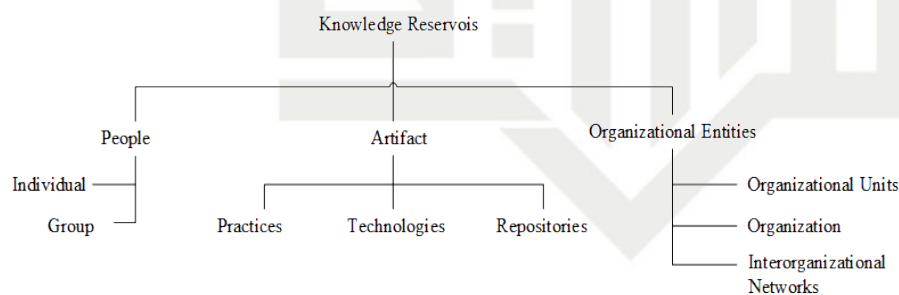 Knowledge Reservois
People
Artifact
Organizational Entities
Individual
Group
Practices
Technologies
Repositories
Organizational Units
Organization
Interorganizational
Networks